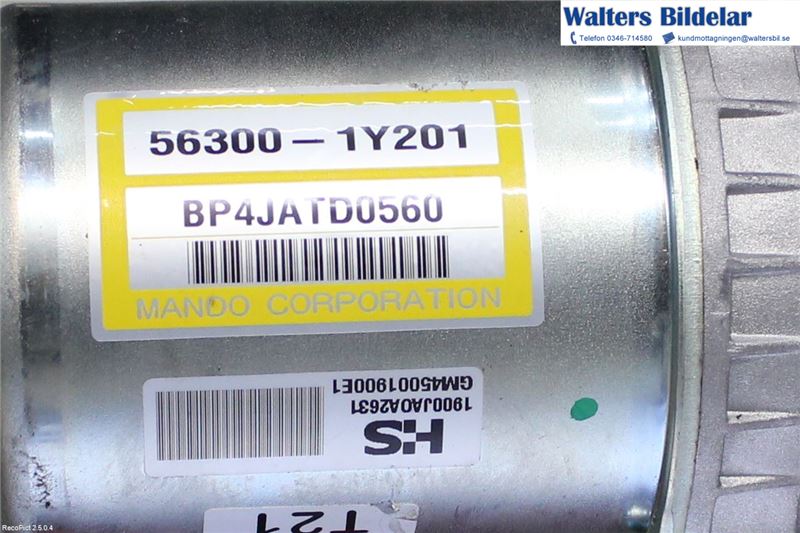 Walters Bildelar
Telefon 0346-714580 kundmottagningen@waltersbil.se
56300-1Y201
BP4JATD0560
MANDO CORPORATION
GM45001900E1
1900JA0A2631
HS
T21
RecoPict 2.5.0.4